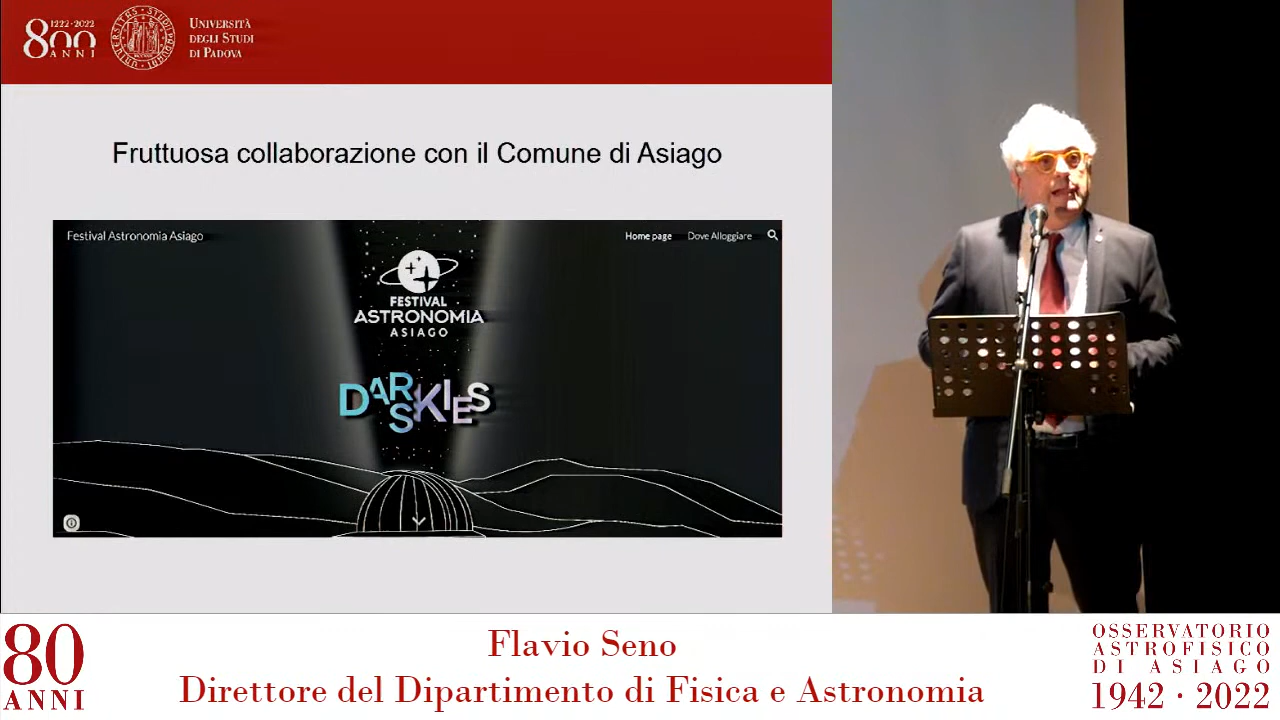 800
1222·2022
ANNI
UNIVERSITÀ
DEGLI STUDI
DI PADOVA
Fruttuosa collaborazione con il Comune di Asiago
Festival Astronomia Asiago
Home page
Dove Alloggiare
FESTIVAL
ASTRONOMIA
ASIAGO
DARKSKIES
80
ANNI
Flavio Seno
Direttore del Dipartimento di Fisica e Astronomia
OSSERVATORIO
ASTROFISICO
DI ASIAGO
1942 · 2022